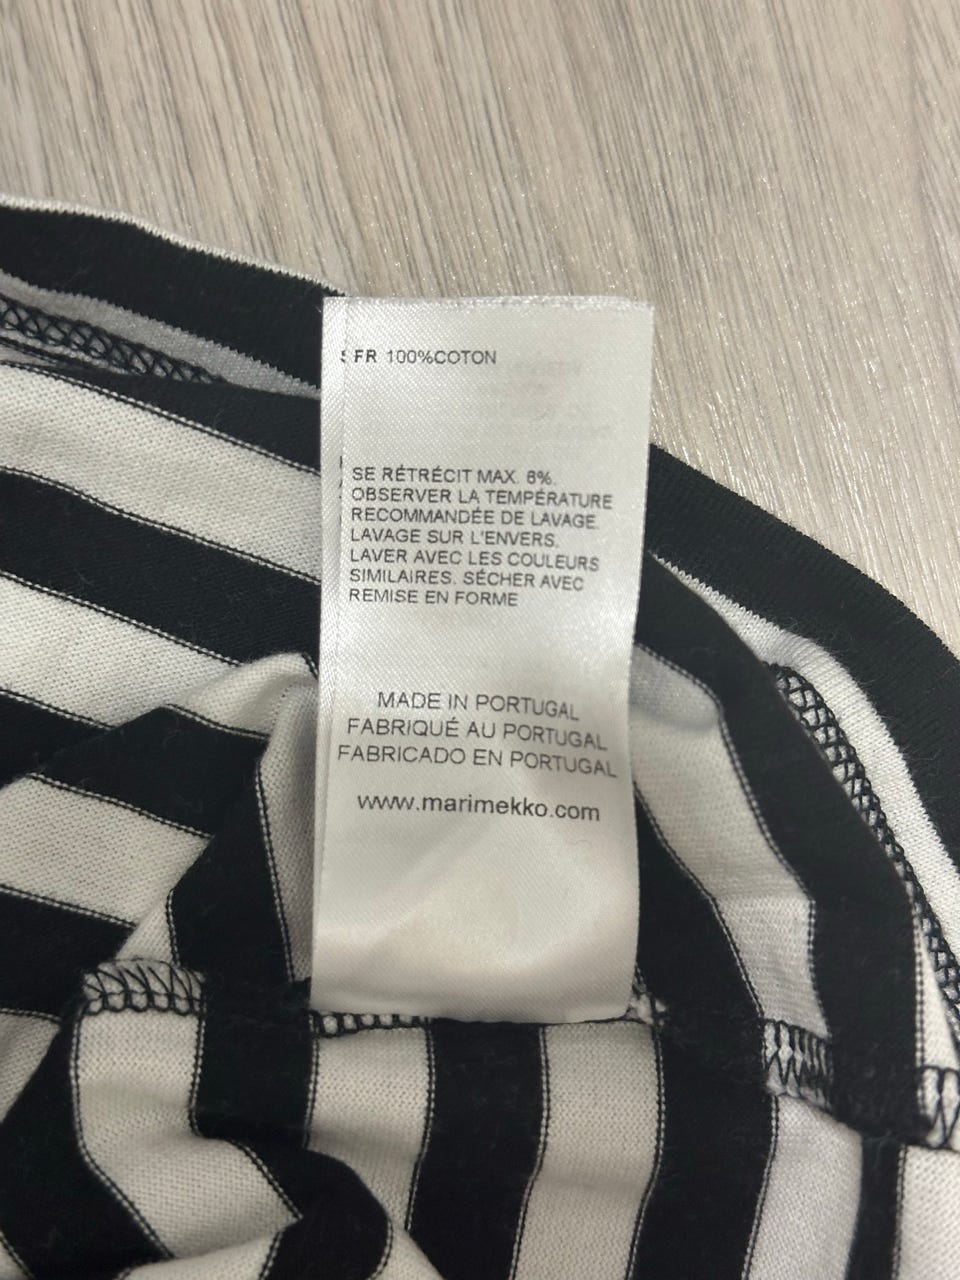 FR 100%COTON
SE RÉTRÉCIT MAX. 6%.
OBSERVER LA TEMPÉRATURE
RECOMMANDÉE DE LAVAGE.
LAVAGE SUR L'ENVERS.
LAVER AVEC LES COULEURS
SIMILAIRES. SÉCHER AVEC
REMISE EN FORME
MADE IN PORTUGAL
FABRIQUÉ AU PORTUGAL
FABRICADO EN PORTUGAL
www.marimekko.com